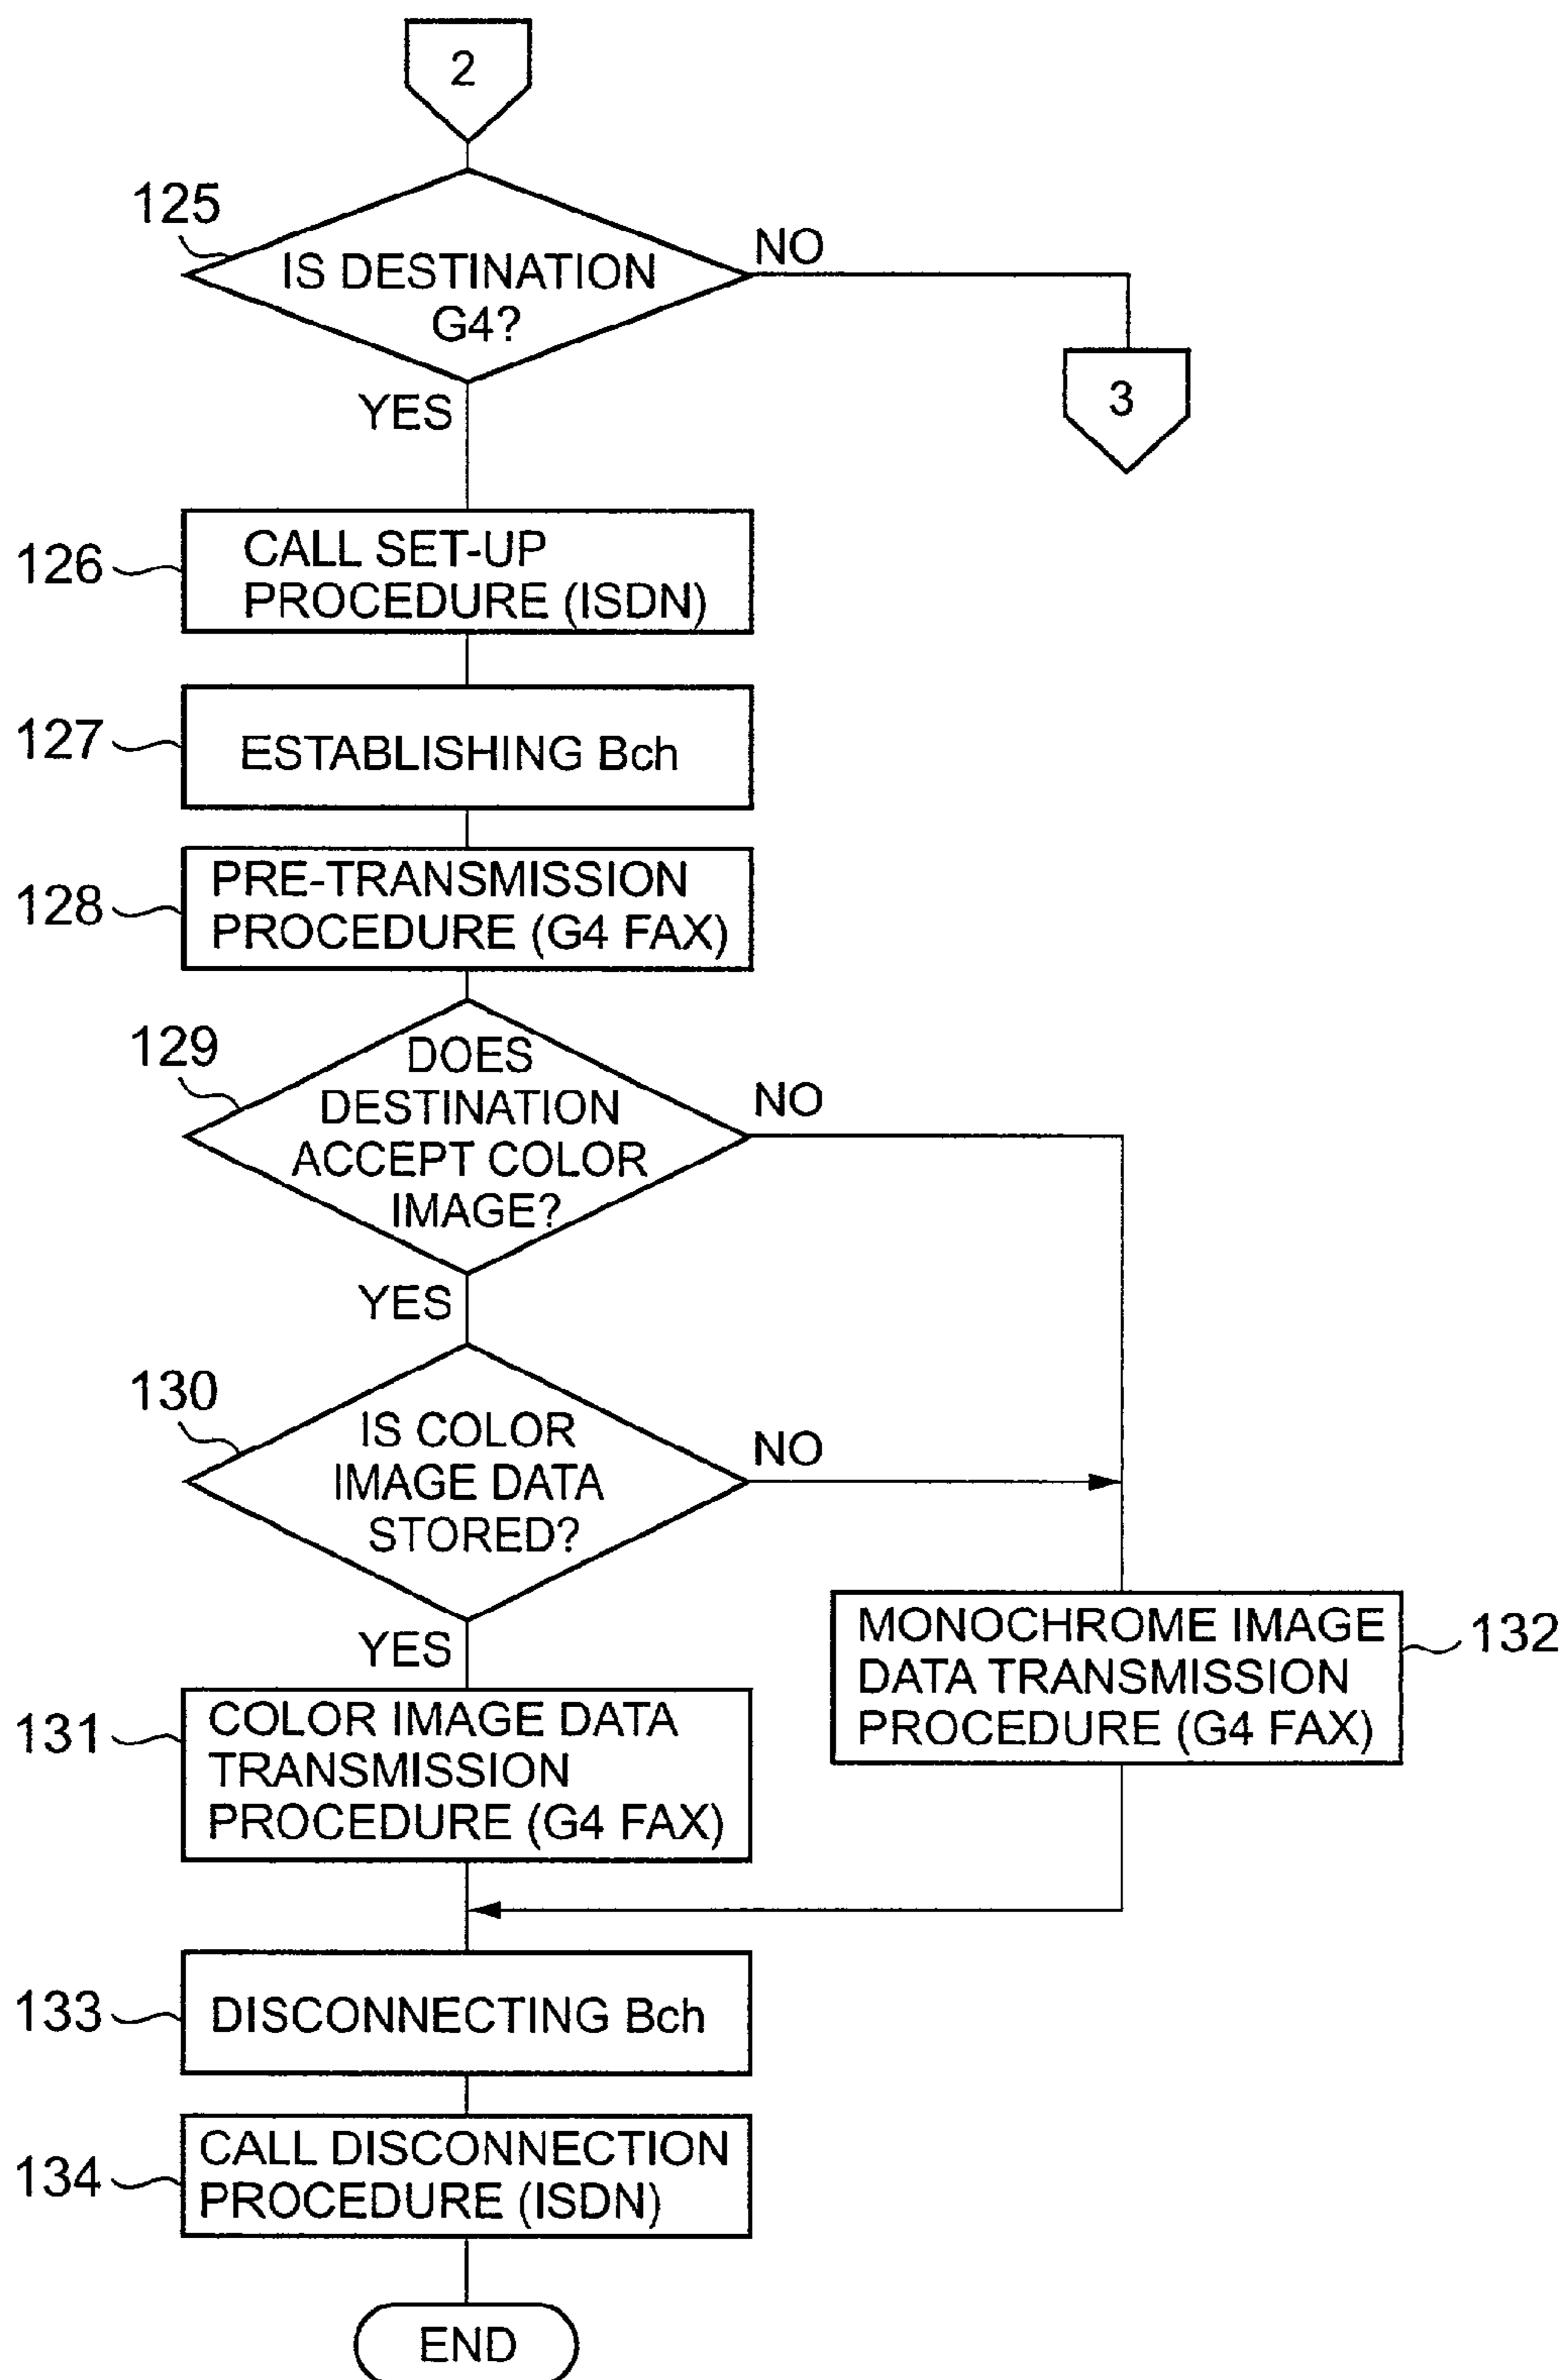 2
125
IS DESTINATION
G4?
NO
3
YES
126
CALL SET-UP
PROCEDURE (ISDN)
127
ESTABLISHING Bch
128
PRE-TRANSMISSION
PROCEDURE (G4 FAX)
129
DOES
DESTINATION
ACCEPT COLOR
IMAGE?
NO
YES
130
IS COLOR
IMAGE DATA
STORED?
NO
YES
131
COLOR IMAGE DATA
TRANSMISSION
PROCEDURE (G4 FAX)
MONOCHROME IMAGE
DATA TRANSMISSION
PROCEDURE (G4 FAX)
132
133
DISCONNECTING Bch
134
CALL DISCONNECTION
PROCEDURE (ISDN)
END